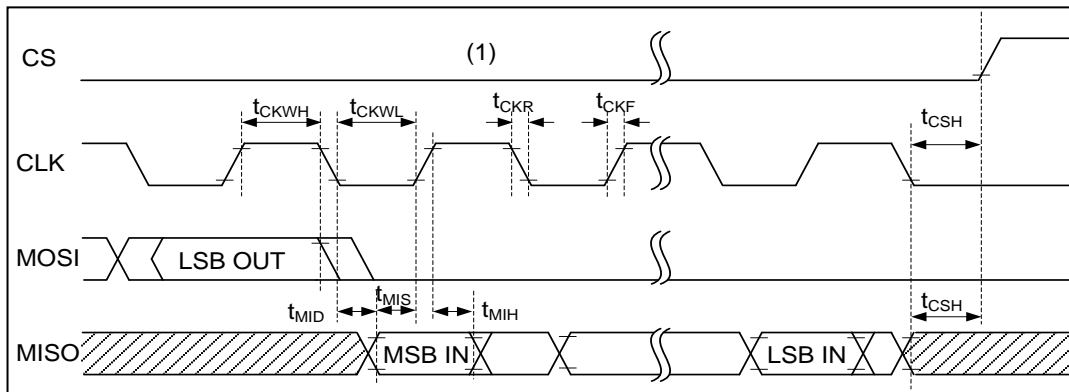 CS
(1)
tCKWH
tCKWL
tCKR
tCKF
tCSH
CLK
MOSI
LSB OUT
tMID
tMIS
tMIH
tCSH
MISO
MSB IN
LSB IN